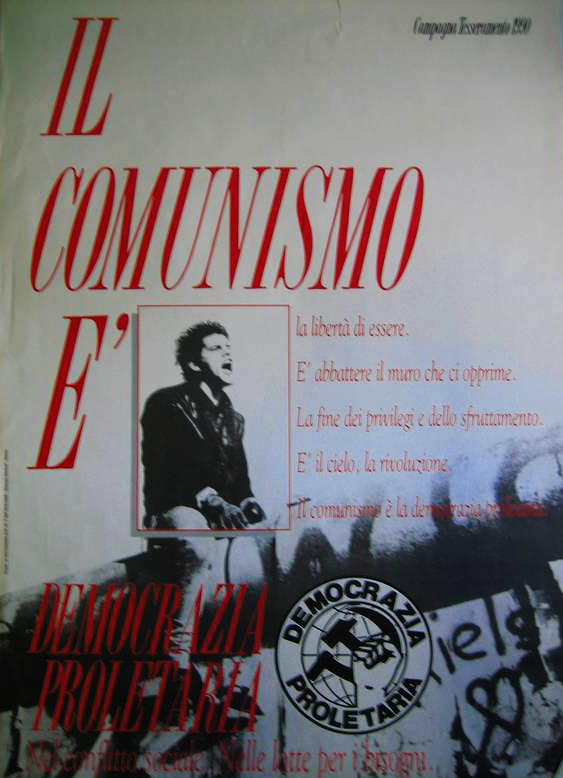 Campagna Tesseramento 1990
IL
COMUNISMO
E'
la libertà di essere.
E' abbattere il muro che ci opprime.
La fine dei privilegi e dello sfruttamento.
E' il cielo, la rivoluzione.
Il comunismo è la democrazia proletaria.
DEMOCRAZIA
PROLETARIA
DEMOCRAZIA
PROLETARIA
Nel conflitto sociale. Nelle lotte per i bisogni.